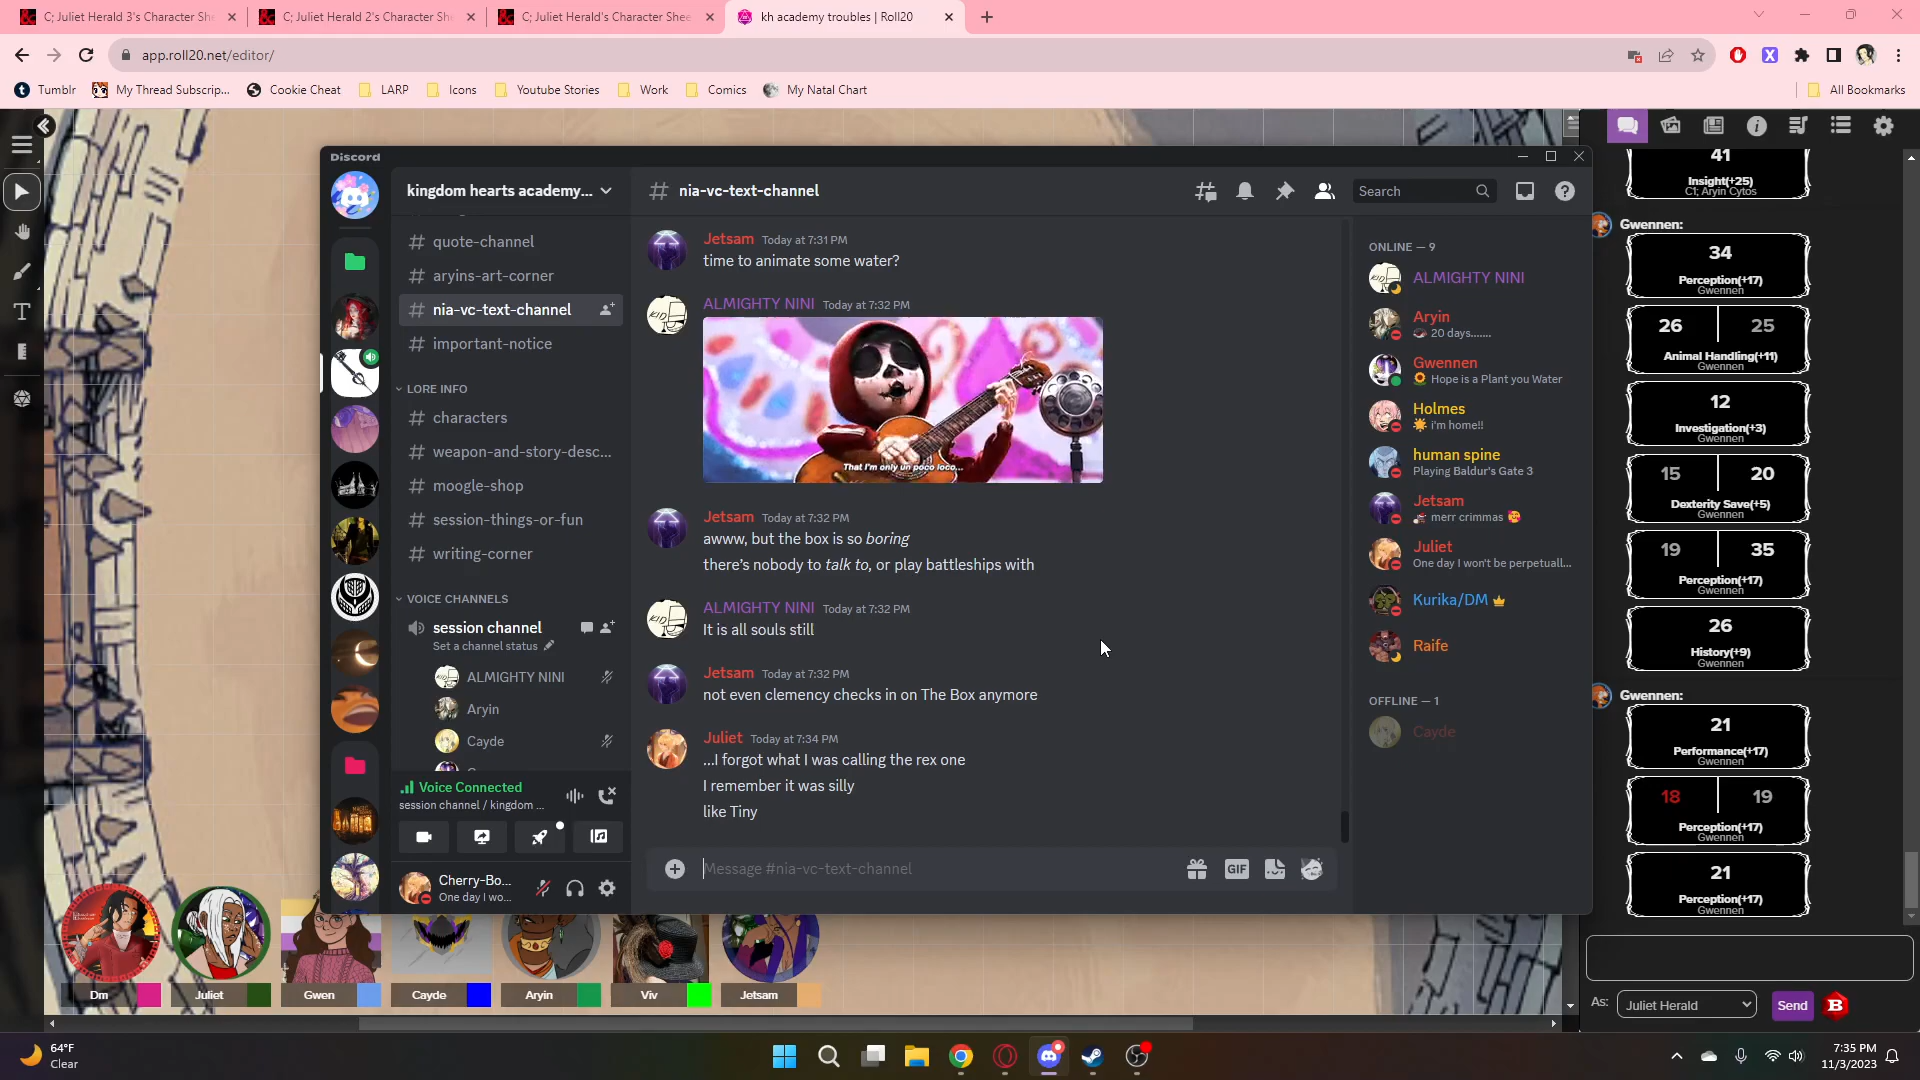 C; Juliet Herald 3's Character She
C; Juliet Herald 2's Character She
C; Juliet Herald's Character Shee
kh academy troubles | Roll20
app.roll20.net/editor/
Tumblr
My Thread Subscrip...
Cookie Cheat
LARP
Icons
Youtube Stories
Work
Comics
My Natal Chart
All Bookmarks
Discord
kingdom hearts academy...
nia-vc-text-channel
Search
quote-channel
aryins-art-corner
nia-vc-text-channel
important-notice
LORE INFO
characters
weapon-and-story-desc...
moogle-shop
session-things-or-fun
writing-corner
VOICE CHANNELS
session channel
Set a channel status
ALMIGHTY NINI
Aryin
Cayde
Voice Connected
session channel / kingdom ...
Cherry-Bo...
One day I wo...
Jetsam Today at 7:31 PM
time to animate some water?
ALMIGHTY NINI Today at 7:32 PM
KID
That I'm only un poco loco...
Jetsam Today at 7:32 PM
awww, but the box is so boring
there's nobody to talk to, or play battleships with
ALMIGHTY NINI Today at 7:32 PM
KID
It is all souls still
Jetsam Today at 7:32 PM
not even clemency checks in on The Box anymore
Juliet Today at 7:34 PM
...I forgot what I was calling the rex one
I remember it was silly
like Tiny
Message #nia-vc-text-channel
GIF
ONLINE — 9
ALMIGHTY NINI
Aryin
20 days.......
Gwennen
Hope is a Plant you Water
Holmes
i'm home!!
human spine
Playing Baldur's Gate 3
Jetsam
merr crimmas
Juliet
One day I won't be perpetuall...
Kurika/DM
Raife
OFFLINE — 1
Cayde
41
Insight(+25)
C1; Aryin Cytos
Gwennen:
34
Perception(+17)
Gwennen
26 25
Animal Handling(+11)
Gwennen
12
Investigation(+3)
Gwennen
15 20
Dexterity Save(+5)
Gwennen
19 35
Perception(+17)
Gwennen
26
History(+9)
Gwennen
Gwennen:
21
Performance(+17)
Gwennen
18 19
Perception(+17)
Gwennen
21
Perception(+17)
Gwennen
Dm
Juliet
Gwen
Cayde
Aryin
Viv
Jetsam
As:
Juliet Herald
Send
B
64°F
Clear
7:35 PM
11/3/2023